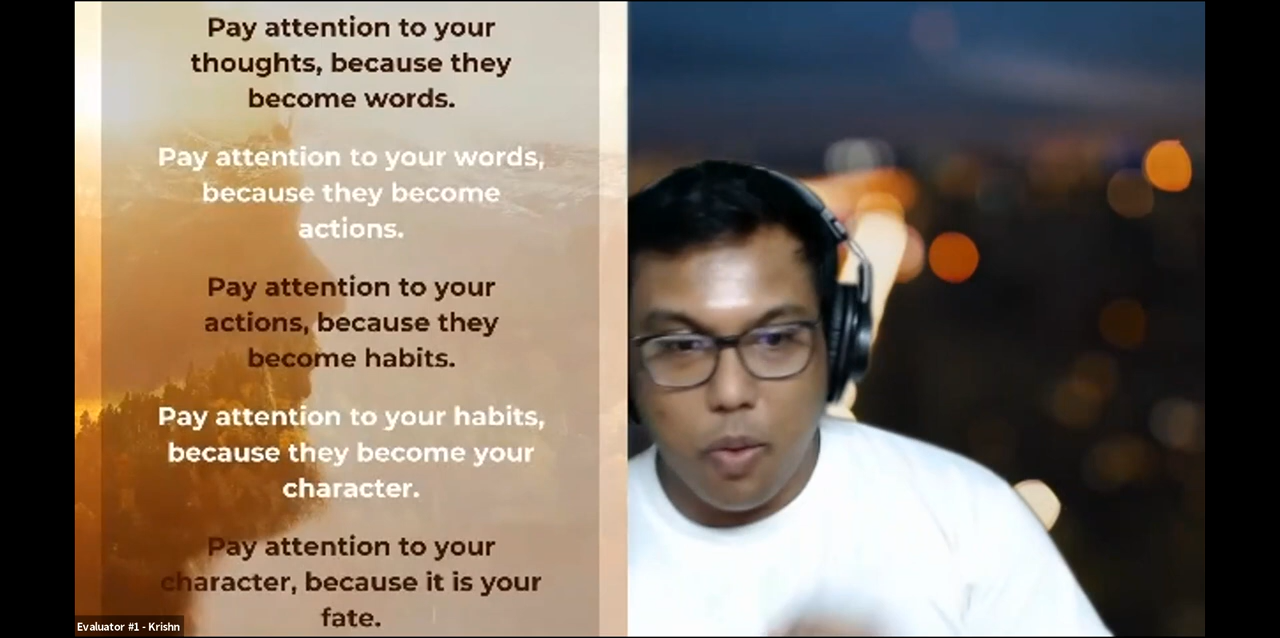 Pay attention to your
thoughts, because they
become words.
Pay attention to your words,
because they become
actions.
Pay attention to your
actions, because they
become habits.
Pay attention to your habits,
because they become your
character.
Pay attention to your
character, because it is your
fate.
Evaluator #1 - Krishn